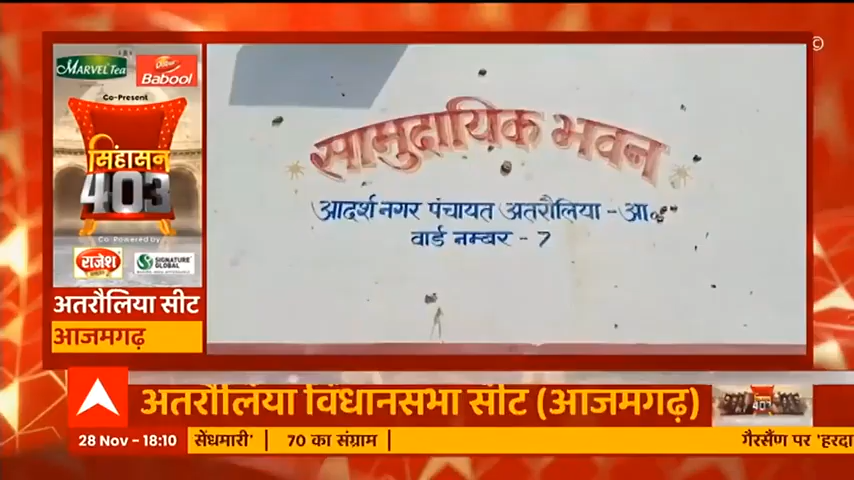 ©
MARVEL Tea
Dabur
Babool
Co-Present
सिंहासन
403
Co-Powered by
राजेश
SIGNATURE
GLOBAL
अतरौलिया सीट
आजमगढ़
सामुदायिक भवन
आदर्श नगर पंचायत अतरौलिया - आ
वार्ड नम्बर - 7
अतरौलिया विधानसभा सीट (आजमगढ़)
28 Nov - 18:10
सेंधमारी' | 70 का संग्राम | गैरसैंण पर 'हरदा